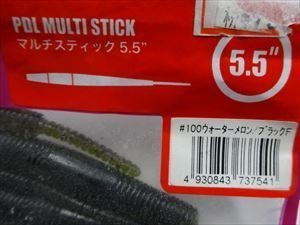 PDL MULTI STICK
マルチスティック 5.5"
5.5"
#100ウォーターメロン/ブラックF
4 930843 737541